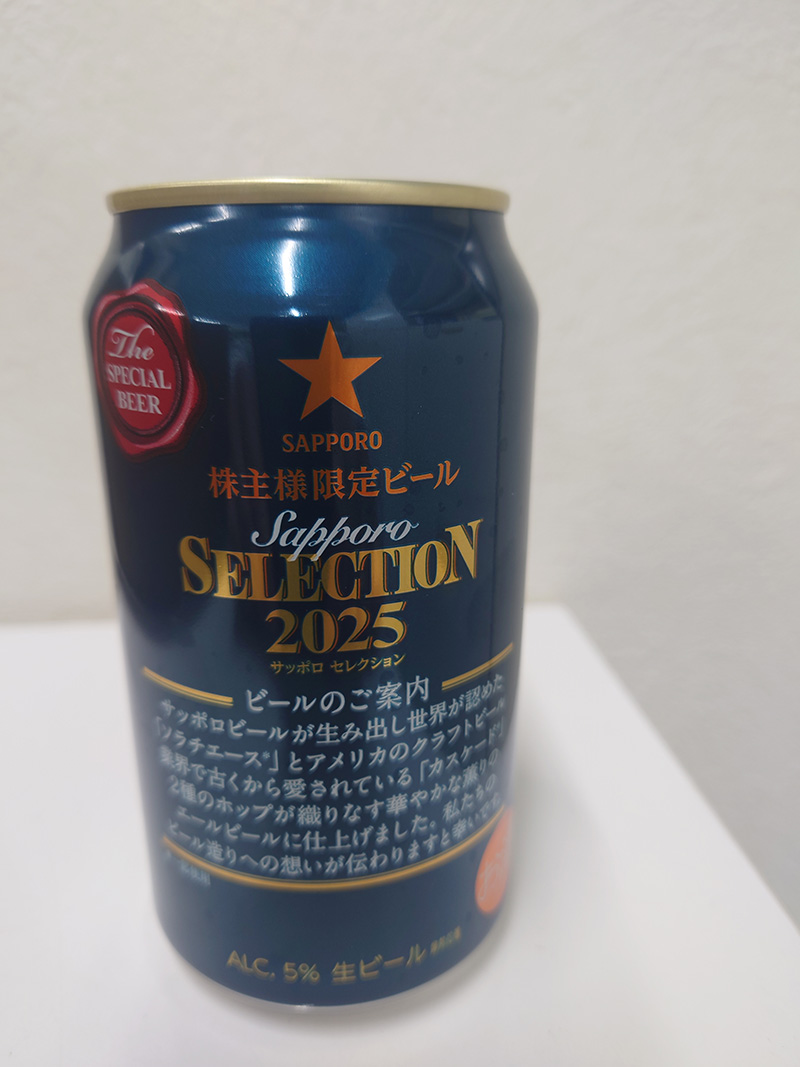 The
SPECIAL
BEER
SAPPORO
株主様限定ビール
Sapporo
SELECTION
2025
サッポロ セレクション
ビールのご案内
サッポロビールが生み出し世界が認めた
「ソラチエース※」とアメリカのクラフトビール
業界で古くから愛されている「カスケード」
2種のホップが織りなす華やかな薫りの
エールビールに仕上げました。私たちの
ビール造りへの想いが伝わりますと幸いです。
ALC. 5% 生ビール